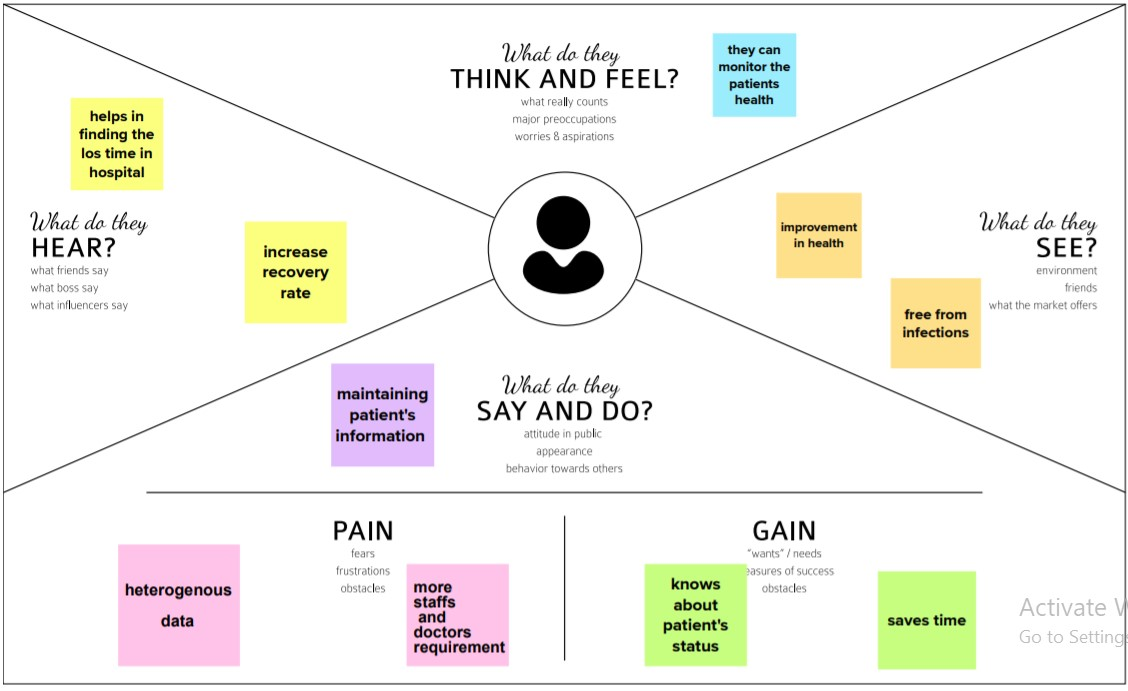 What do they
THINK AND FEEL?
what really counts
major preoccupations
worries & aspirations
they can
monitor the
patients
health
helps in
finding the
los time in
hospital
What do they
HEAR?
what friends say
what boss say
what influencers say
increase
recovery
rate
improvement
in health
What do they
SEE?
environment
friends
what the market offers
free from
infections
maintaining
patient's
information
What do they
SAY AND DO?
attitude in public
appearance
behavior towards others
PAIN
fears
frustrations
obstacles
heterogenous
data
more
staffs
and
doctors
requirement
GAIN
"wants" / needs
easures of success
obstacles
knows
about
patient's
status
saves time
Activate W
Go to Settings